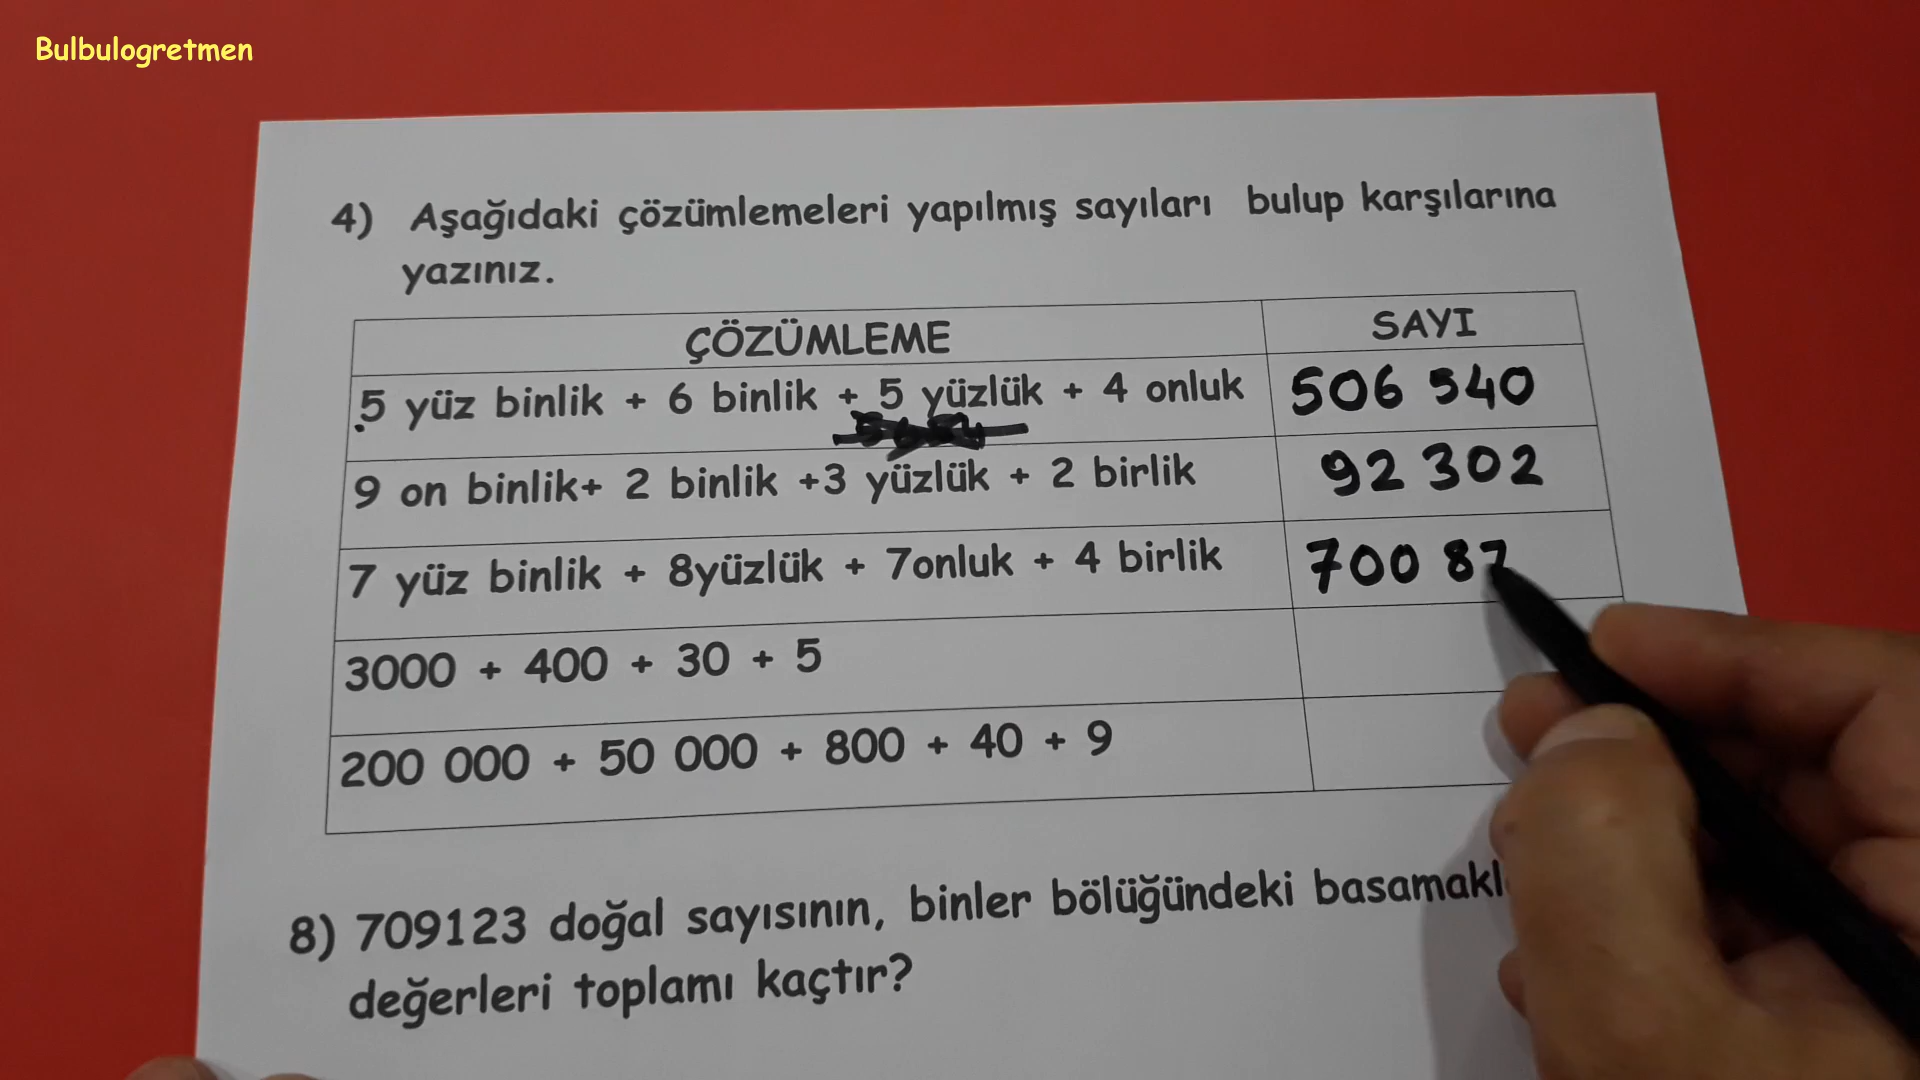 Bulbulogretmen
4) Aşağıdaki çözümlemeleri yapılmış sayıları bulup karşılarına
yazınız.
ÇÖZÜMLEME SAYI
5 yüz binlik + 6 binlik + 5 yüzlük + 4 onluk 506 540
9 on binlik+ 2 binlik +3 yüzlük + 2 birlik 92 302
7 yüz binlik + 8yüzlük + 7onluk + 4 birlik 700 87
3000 + 400 + 30 + 5
200 000 + 50 000 + 800 + 40 + 9
8) 709123 doğal sayısının, binler bölüğündeki
değerleri toplamı kaçtır?